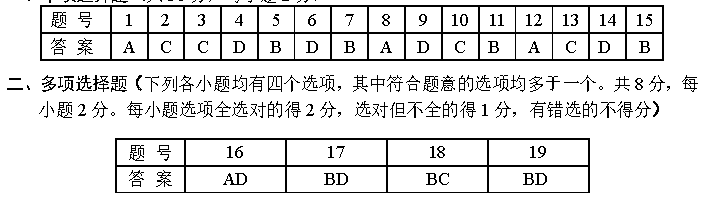 题 号 1 2 3 4 5 6 7 8 9 10 11 12 13 14 15
答 案 A C C D B D B A D C B A C D B
二、多项选择题（下列各小题均有四个选项，其中符合题意的选项均多于一个。共8分，每
小题2分。每小题选项全选对的得2分，选对但不全的得1分，有错选的不得分）
题 号 16 17 18 19
答 案 AD BD BC BD